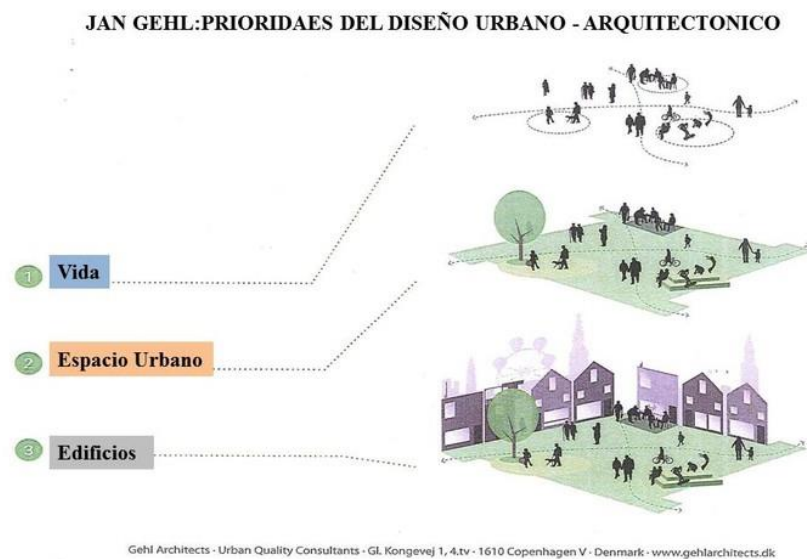 JAN GEHL:PRIORIDAES DEL DISEÑO URBANO - ARQUITECTONICO
1 Vida
2 Espacio Urbano
3 Edificios
Gehl Architects · Urban Quality Consultants · Gl. Kongevej 1, 4.tv · 1610 Copenhagen V · Denmark · www.gehlarchitects.dk